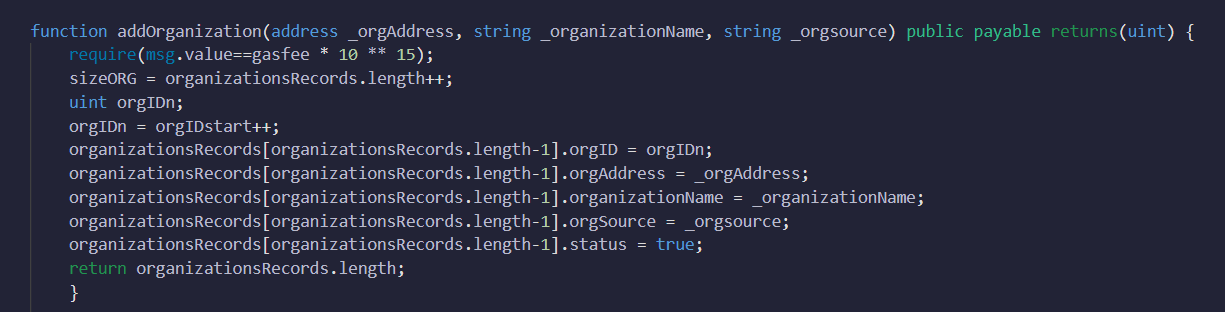 function addOrganization(address _orgAddress, string _organizationName, string _orgsource) public payable returns(uint) {
require(msg.value==gasfee * 10 ** 15);
sizeORG = organizationsRecords.length++;
uint orgIDn;
orgIDn = orgIDstart++;
organizationsRecords[organizationsRecords.length-1].orgID = orgIDn;
organizationsRecords[organizationsRecords.length-1].orgAddress = _orgAddress;
organizationsRecords[organizationsRecords.length-1].organizationName = _organizationName;
organizationsRecords[organizationsRecords.length-1].orgSource = _orgsource;
organizationsRecords[organizationsRecords.length-1].status = true;
return organizationsRecords.length;
}